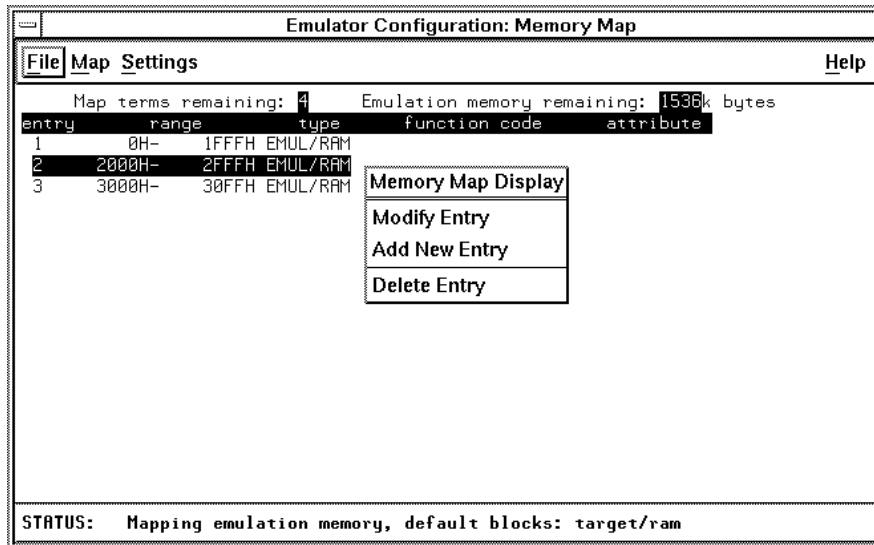 Emulator Configuration: Memory Map
File Map Settings Help
Map terms remaining: 4 Emulation memory remaining: 1536k bytes
entry range type function code attribute
1 0H- 1FFFH EMUL/RAM
2 2000H- 2FFFH EMUL/RAM
3 3000H- 30FFH EMUL/RAM
Memory Map Display
Modify Entry
Add New Entry
Delete Entry
STATUS: Mapping emulation memory, default blocks: target/ram